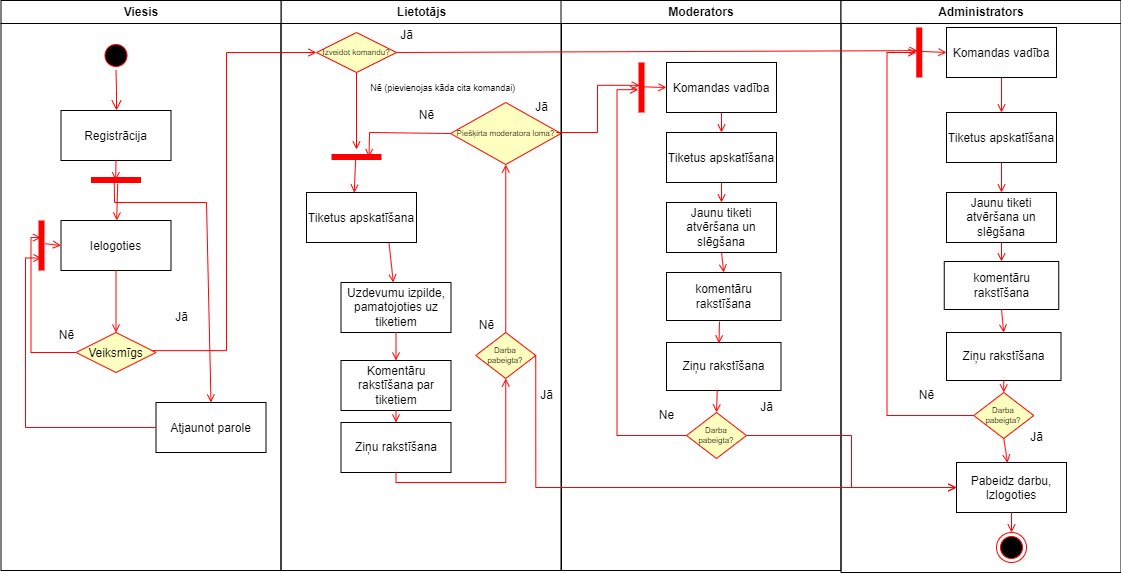 Viesis
Lietotājs
Moderators
Administrators
Registrācija
Ielogoties
Nē
Jā
Veiksmīgs
Atjaunot parole
Izveidot komandu?
Jā
Nē (pievienojas kāda cita komandai)
Nē
Jā
Piešķirta moderatora loma?
Tiketus apskatīšana
Uzdevumu izpilde,
pamatojoties uz
tiketiem
Komentāru
rakstīšana par
tiketiem
Ziņu rakstīšana
Nē
Darba
pabeigta?
Jā
Komandas vadība
Tiketus apskatīšana
Jaunu tiketi
atvēršana un
slēgšana
komentāru
rakstīšana
Ziņu rakstīšana
Ne
Jā
Darba
pabeigta?
Komandas vadība
Tiketus apskatīšana
Jaunu tiketi
atvēršana un
slēgšana
komentāru
rakstīšana
Ziņu rakstīšana
Nē
Darba
pabeigta?
Jā
Pabeidz darbu,
Izlogoties